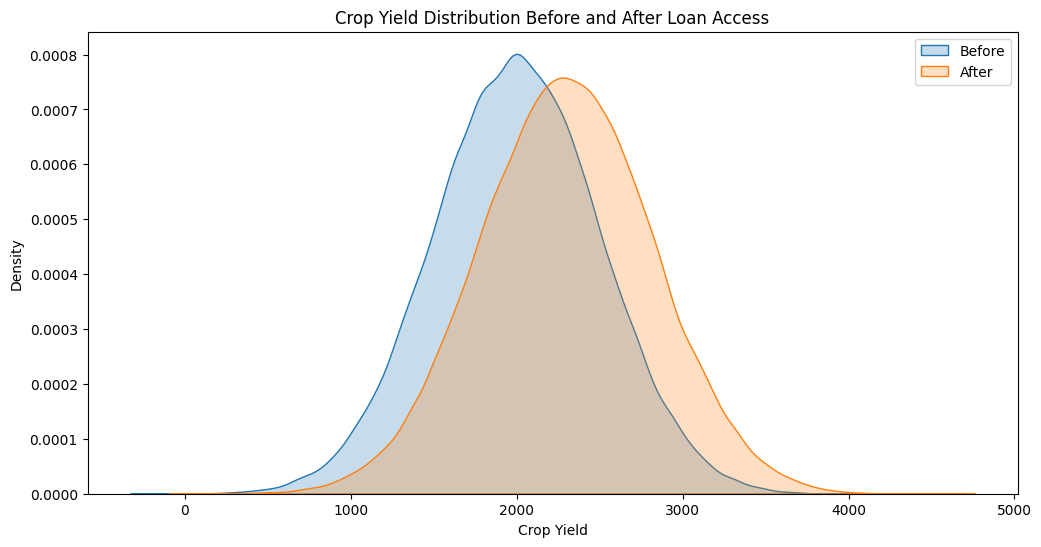 Crop Yield Distribution Before and After Loan Access
Before
After
0.0008
0.0007
0.0006
0.0005
0.0004
0.0003
0.0002
0.0001
0.0000
Density
0 1000 2000 3000 4000 5000
Crop Yield